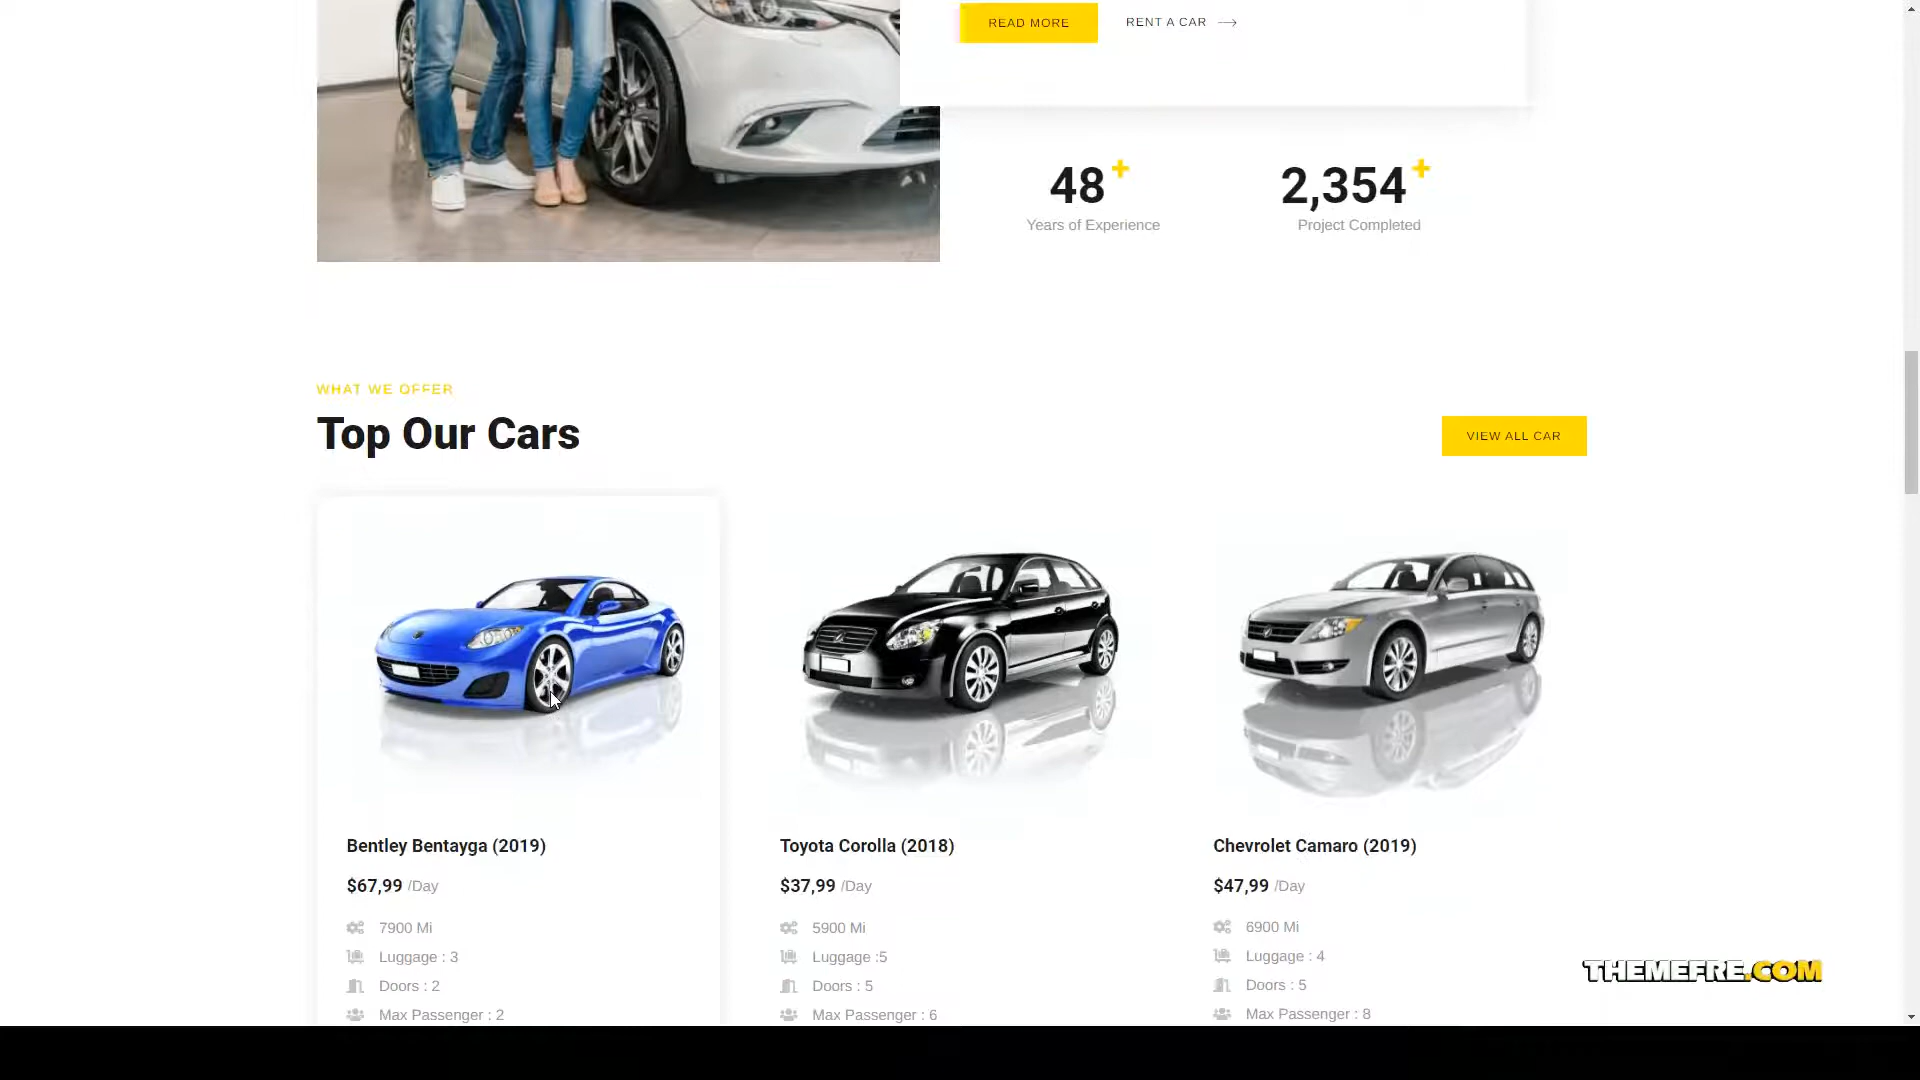 READ MORE
RENT A CAR
48+
2,354+
Years of Experience
Project Completed
WHAT WE OFFER
Top Our Cars
VIEW ALL CAR
Bentley Bentayga (2019)
$67,99 /Day
7900 Mi
Luggage : 3
Doors : 2
Max Passenger : 2
Toyota Corolla (2018)
$37,99 /Day
5900 Mi
Luggage :5
Doors : 5
Max Passenger : 6
Chevrolet Camaro (2019)
$47,99 /Day
6900 Mi
Luggage : 4
Doors : 5
Max Passenger : 8
THEMEFRE.COM